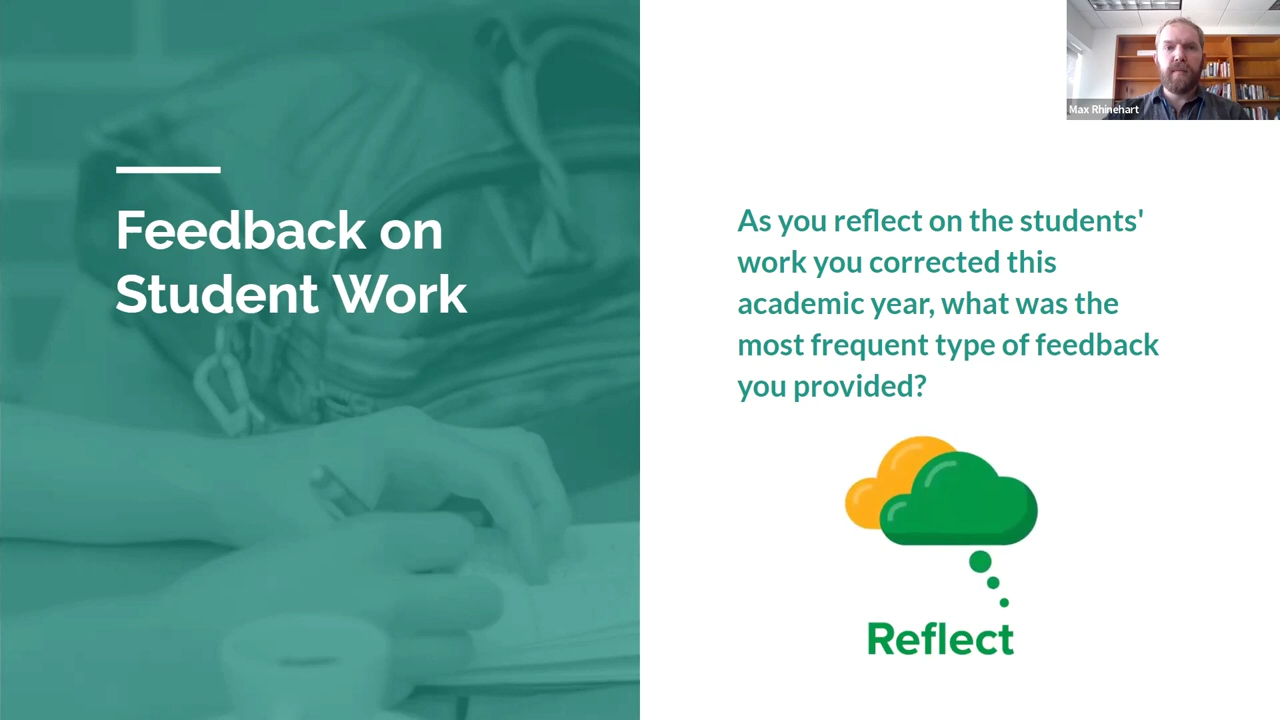 Feedback on
Student Work
Max Rhinehart
As you reflect on the students'
work you corrected this
academic year, what was the
most frequent type of feedback
you provided?
Reflect